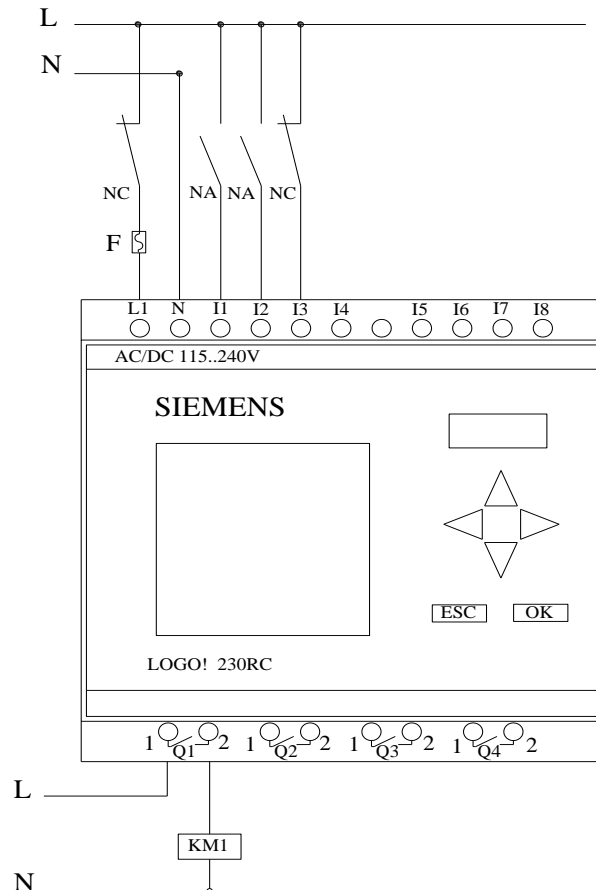 L
N
NC NA NA NC
F
L1 N I1 I2 I3 I4 I5 I6 I7 I8
AC/DC 115..240V
SIEMENS
ESC OK
LOGO! 230RC
1 Q1 2 1 Q2 2 1 Q3 2 1 Q4 2
L
KM1
N